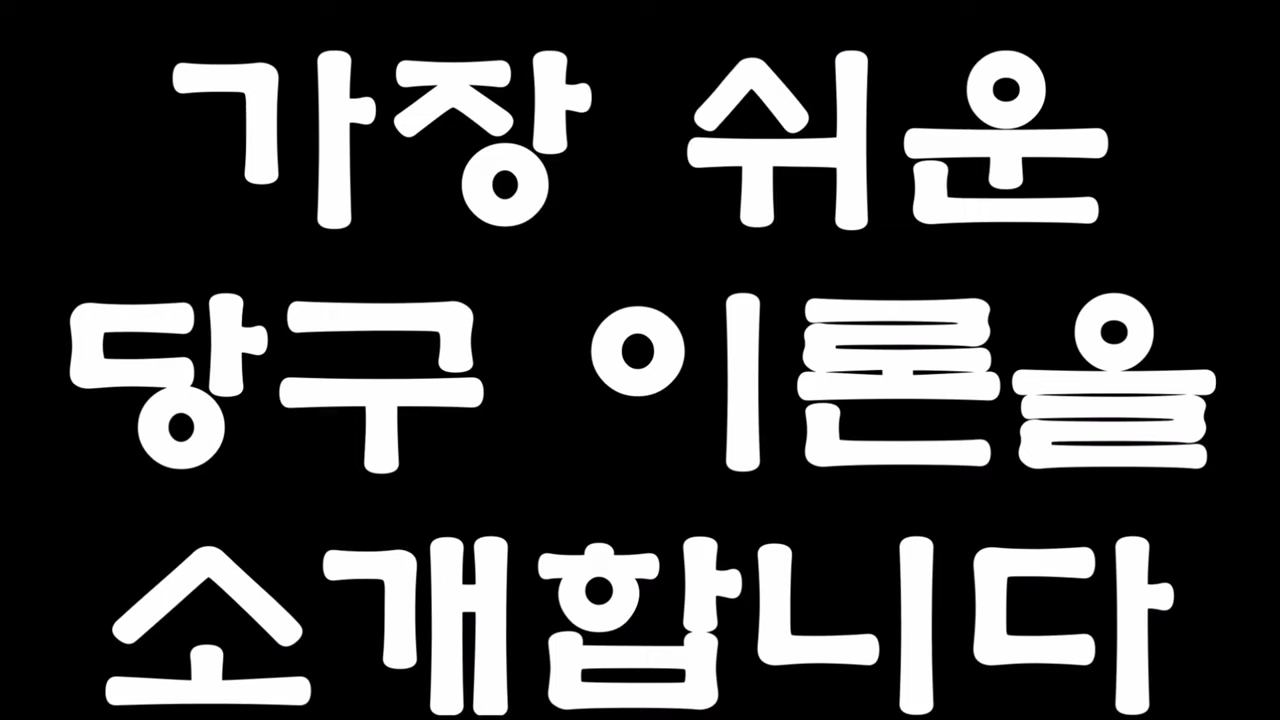 가장 쉬운
당구 이론을
소개합니다